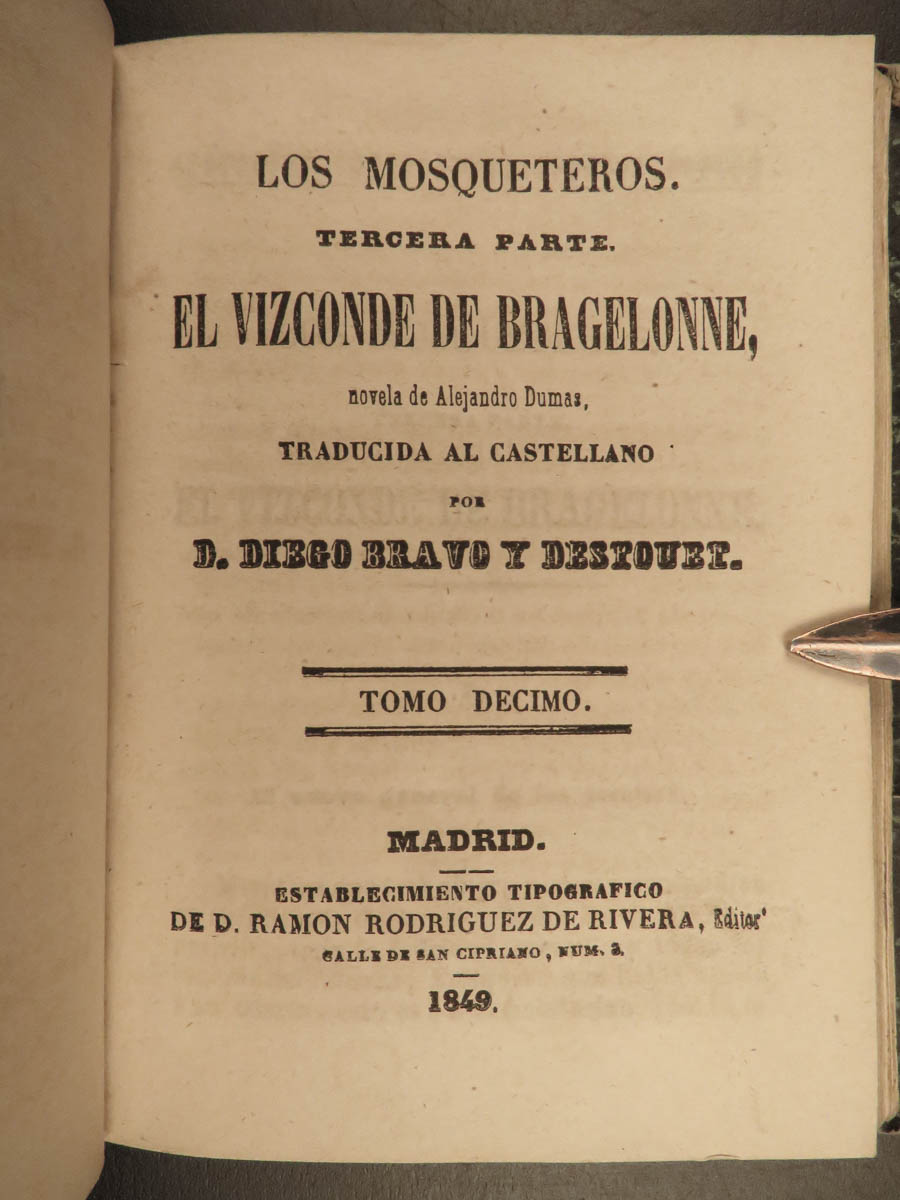 LOS MOSQUETEROS.
TERCERA PARTE.
EL VIZCONDE DE BRAGELONNE,
novela de Alejandro Dumas,
TRADUCIDA AL CASTELLANO
POR
D. DIEGO BRAVO Y DESTOUET.
TOMO DECIMO.
MADRID.
ESTABLECIMIENTO TIPOGRAFICO
DE D. RAMON RODRIGUEZ DE RIVERA, Editor
CALLE DE SAN CIPRIANO, NUM. 3.
1849.